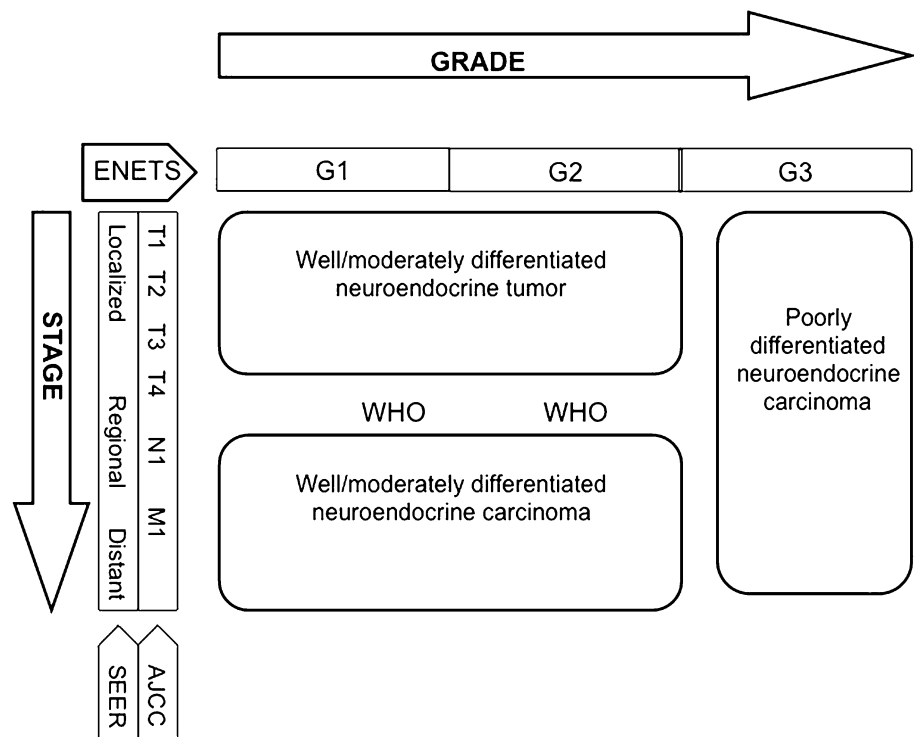 GRADE
ENETS
G1
G2
G3
STAGE
Localized
Regional
Distant
T1
T2
T3
T4
N1
M1
Well/moderately differentiated
neuroendocrine tumor
WHO
WHO
Well/moderately differentiated
neuroendocrine carcinoma
Poorly
differentiated
neuroendocrine
carcinoma
SEER
AJCC